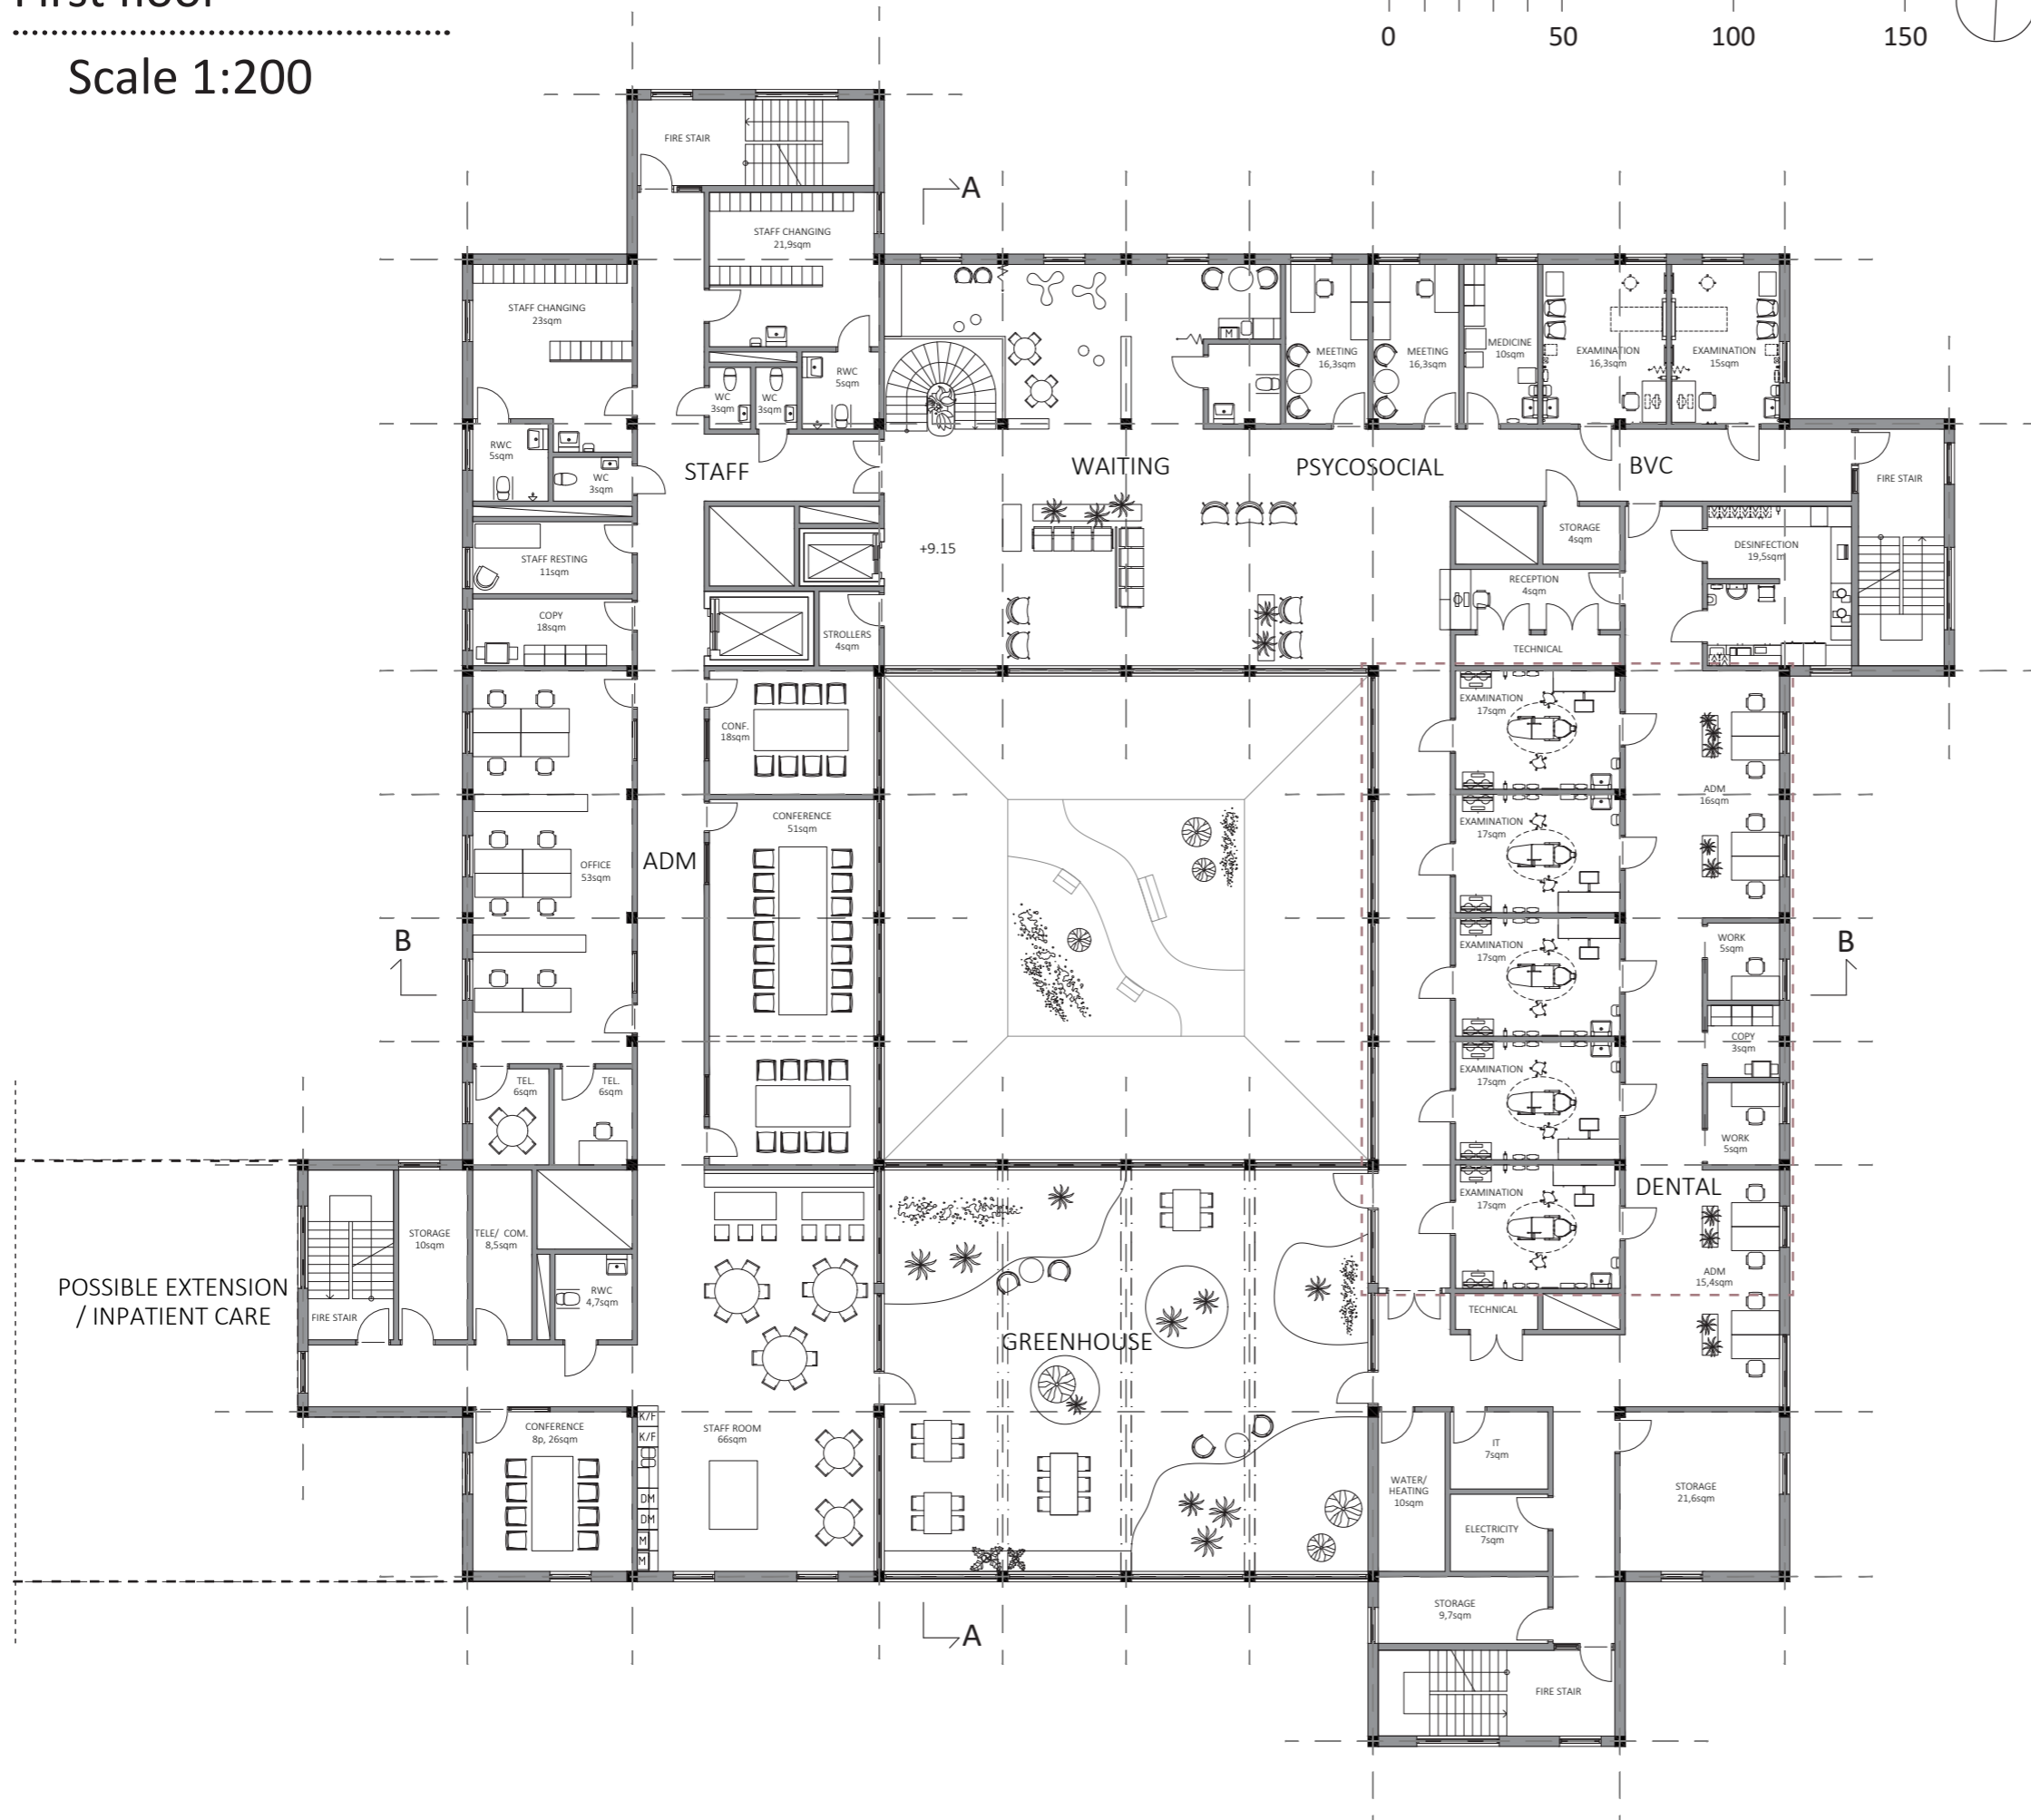 First floor
Scale 1:200
0 50 100 150
FIRE STAIR
A
STAFF CHANGING
21,9sqm
STAFF CHANGING
23sqm
MEETING
16,3sqm
MEETING
16,3sqm
MEDICINE
10sqm
EXAMINATION
16,3sqm
EXAMINATION
15sqm
M
WC
3sqm
WC
3sqm
RWC
5sqm
RWC
5sqm
WC
3sqm
STAFF
WAITING
PSYCOSOCIAL
BVC
FIRE STAIR
STORAGE
4sqm
DESINFECTION
19,5sqm
+9.15
STAFF RESTING
11sqm
RECEPTION
4sqm
COPY
18sqm
STROLLERS
4sqm
TECHNICAL
CONF.
18sqm
EXAMINATION
17sqm
ADM
16sqm
CONFERENCE
51sqm
EXAMINATION
17sqm
OFFICE
53sqm
ADM
B
EXAMINATION
17sqm
WORK
5sqm
B
COPY
3sqm
TEL.
6sqm
TEL.
6sqm
EXAMINATION
17sqm
WORK
5sqm
DENTAL
EXAMINATION
17sqm
STORAGE
10sqm
TELE/ COM.
8,5sqm
ADM
15,4sqm
POSSIBLE EXTENSION
/ INPATIENT CARE
FIRE STAIR
RWC
4,7sqm
TECHNICAL
GREENHOUSE
CONFERENCE
8p, 26sqm
K/F
K/F
DM
DM
M
M
STAFF ROOM
66sqm
WATER/
HEATING
10sqm
IT
7sqm
ELECTRICITY
7sqm
STORAGE
21,6sqm
STORAGE
9,7sqm
A
FIRE STAIR